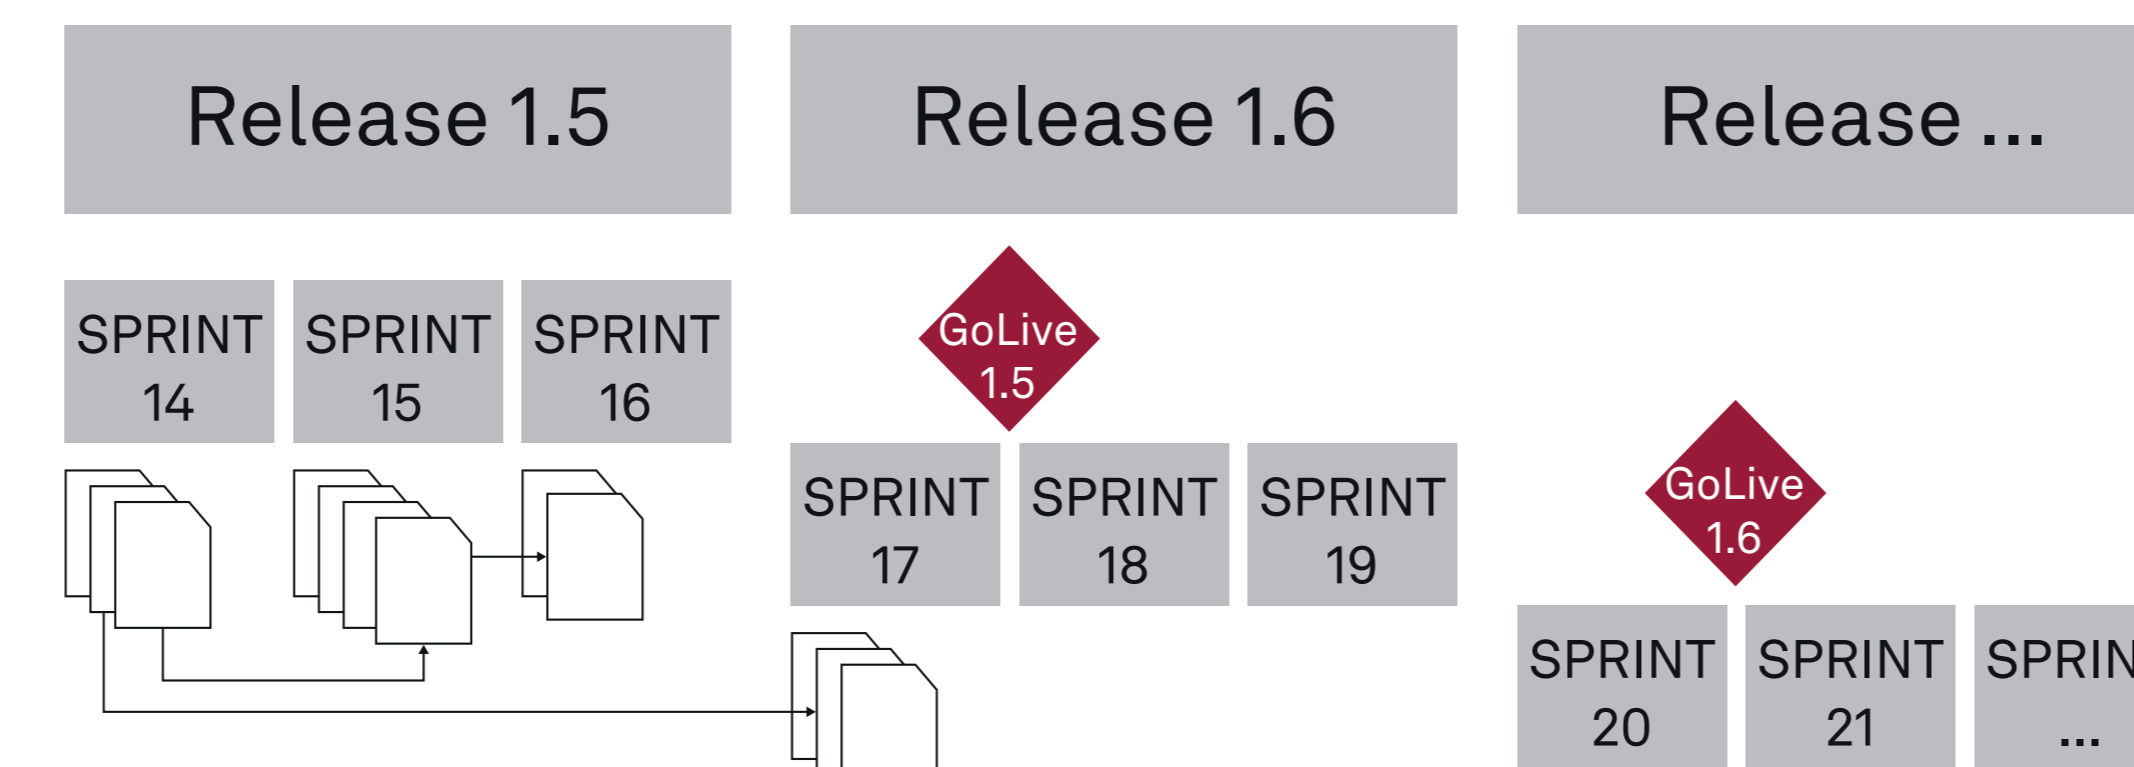 Release 1.5
Release 1.6
Release ...
SPRINT
14
SPRINT
15
SPRINT
16
GoLive
1.5
SPRINT
17
SPRINT
18
SPRINT
19
GoLive
1.6
SPRINT
20
SPRINT
21
SPRIN
...